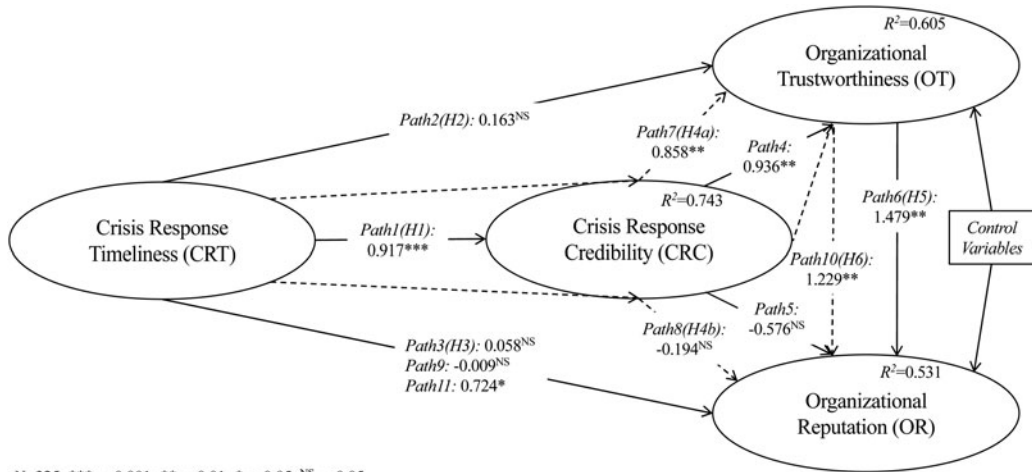 R²=0.605
Organizational
Trustworthiness (OT)
Path2(H2): 0.163NS
Path7(H4a):
0.858**
Path4:
0.936**
R²=0.743
Crisis Response
Timeliness (CRT)
Path1(H1):
0.917***
Crisis Response
Credibility (CRC)
Path6(H5):
1.479**
Control
Variables
Path10(H6):
1.229**
Path5:
-0.576NS
Path8(H4b):
-0.194NS
Path3(H3): 0.058NS
Path9: -0.009NS
Path11: 0.724*
R²=0.531
Organizational
Reputation (OR)